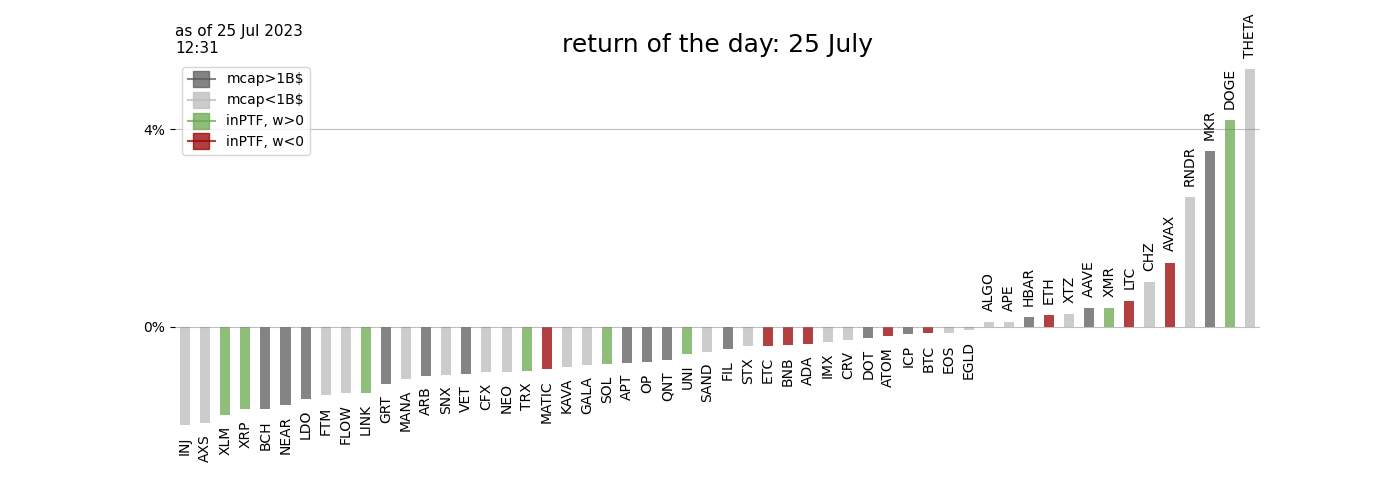 as of 25 Jul 2023
12:31
return of the day: 25 July
mcap>1B$
mcap<1B$
inPTF, w>0
inPTF, w<0
4%
0%
INJ
AXS
XLM
XRP
BCH
NEAR
LDO
FTM
FLOW
LINK
GRT
MANA
ARB
SNX
VET
CFX
NEO
TRX
MATIC
KAVA
GALA
SOL
APT
OP
QNT
UNI
SAND
FIL
STX
ETC
BNB
ADA
IMX
CRV
DOT
ATOM
ICP
BTC
EOS
EGLD
ALGO
APE
HBAR
ETH
XTZ
AAVE
XMR
LTC
CHZ
AVAX
RNDR
MKR
DOGE
THETA